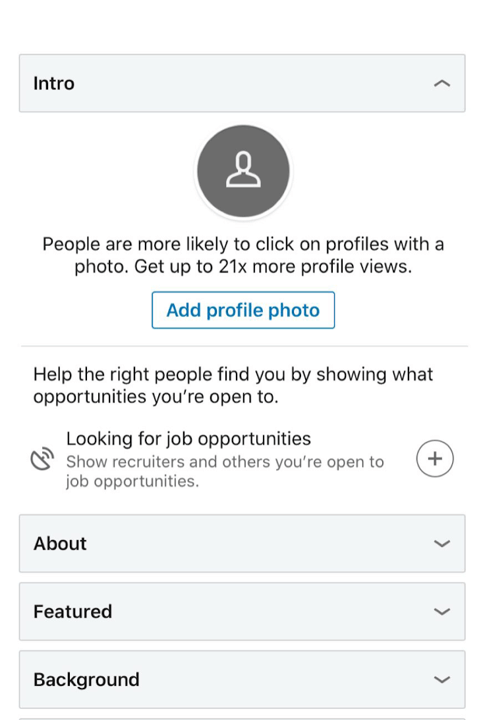 Intro
People are more likely to click on profiles with a
photo. Get up to 21x more profile views.
Add profile photo
Help the right people find you by showing what
opportunities you’re open to.
Looking for job opportunities
Show recruiters and others you’re open to
job opportunities.
About
Featured
Background